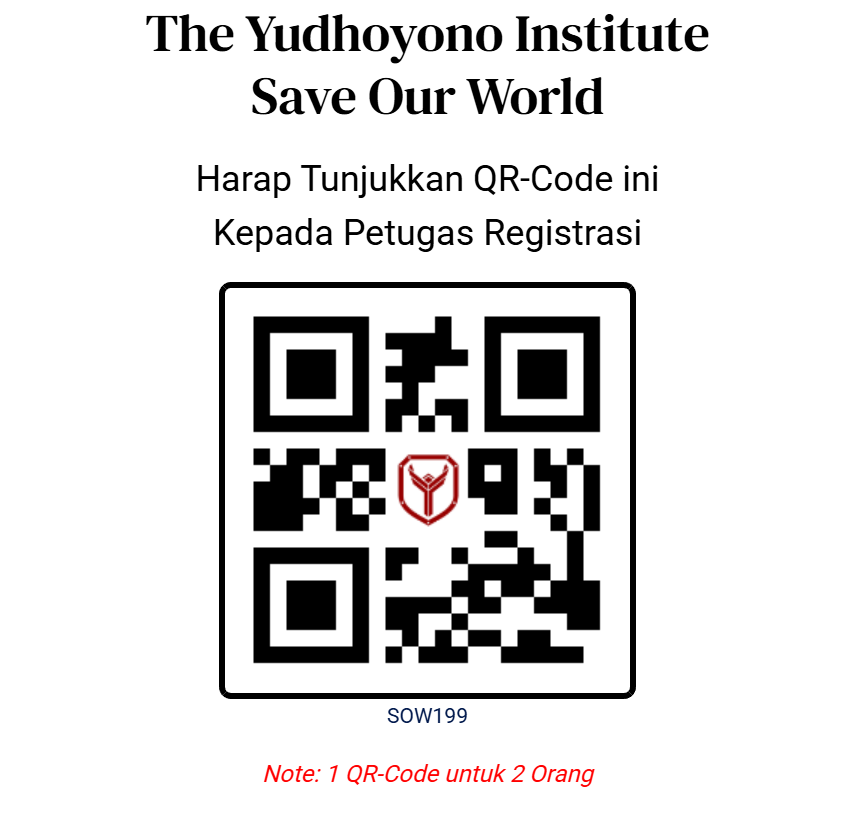 The Yudhoyono Institute
Save Our World
Harap Tunjukkan QR-Code ini
Kepada Petugas Registrasi
SOW199
Note: 1 QR-Code untuk 2 Orang